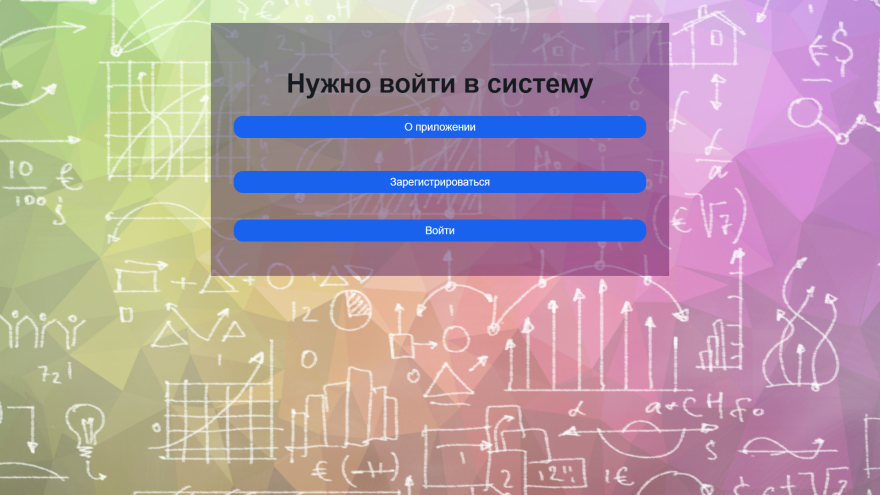 Нужно войти в систему
О приложении
Зарегистрироваться
Войти